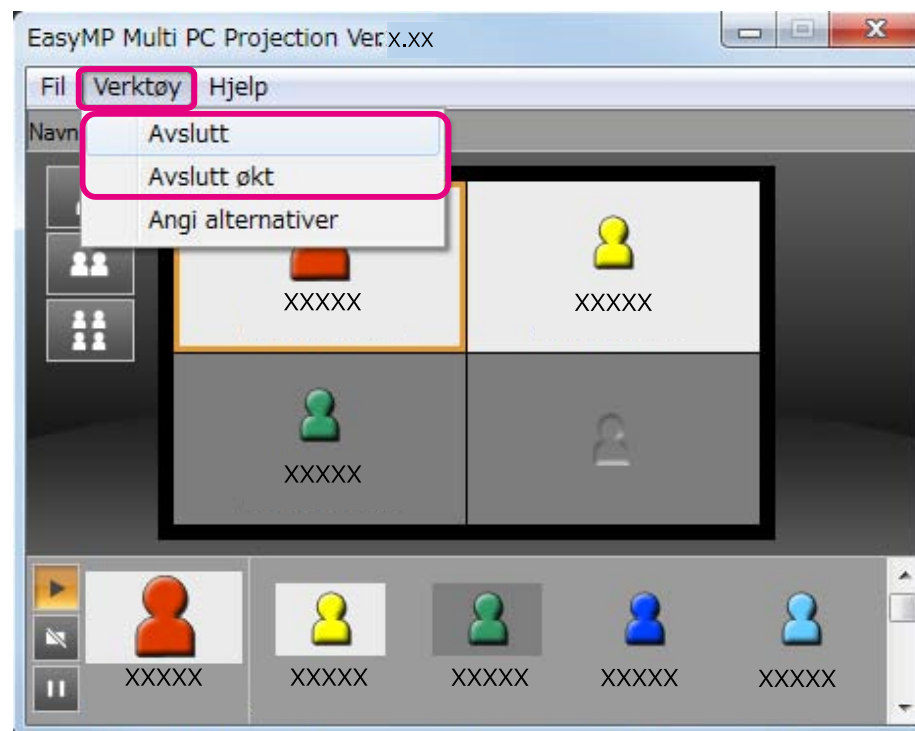 EasyMP Multi PC Projection Ver. x.xx
Fil Verktøy Hjelp
Navn
Avslutt
Avslutt økt
Angi alternativer
XXXXX XXXXX
XXXXX
XXXXX XXXXX XXXXX XXXXX XXXXX